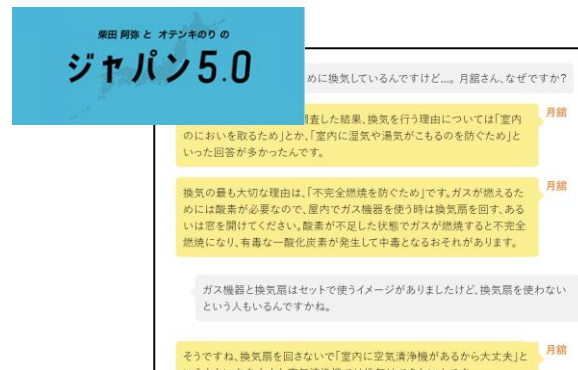 柴田 阿弥 と オテンキのり の
ジャパン5.0
めに換気しているんですけど…。月舘さん、なぜですか?
月舘
調査した結果、換気を行う理由については「室内
のにおいを取るため」とか、「室内に湿気や湯気がこもるのを防ぐため」と
いった回答が多かったんです。
月舘
換気の最も大切な理由は、「不完全燃焼を防ぐため」です。ガスが燃えるた
めには酸素が必要なので、屋内でガス機器を使う時は換気扇を回す、ある
いは窓を開けてください。酸素が不足した状態でガスが燃焼すると不完全
燃焼になり、有毒な一酸化炭素が発生して中毒となるおそれがあります。
ガス機器と換気扇はセットで使うイメージがありましたけど、換気扇を使わない
という人もいるんですかね。
月舘
そうですね、換気扇を回さないで「室内に空気清浄機があるから大丈夫」と